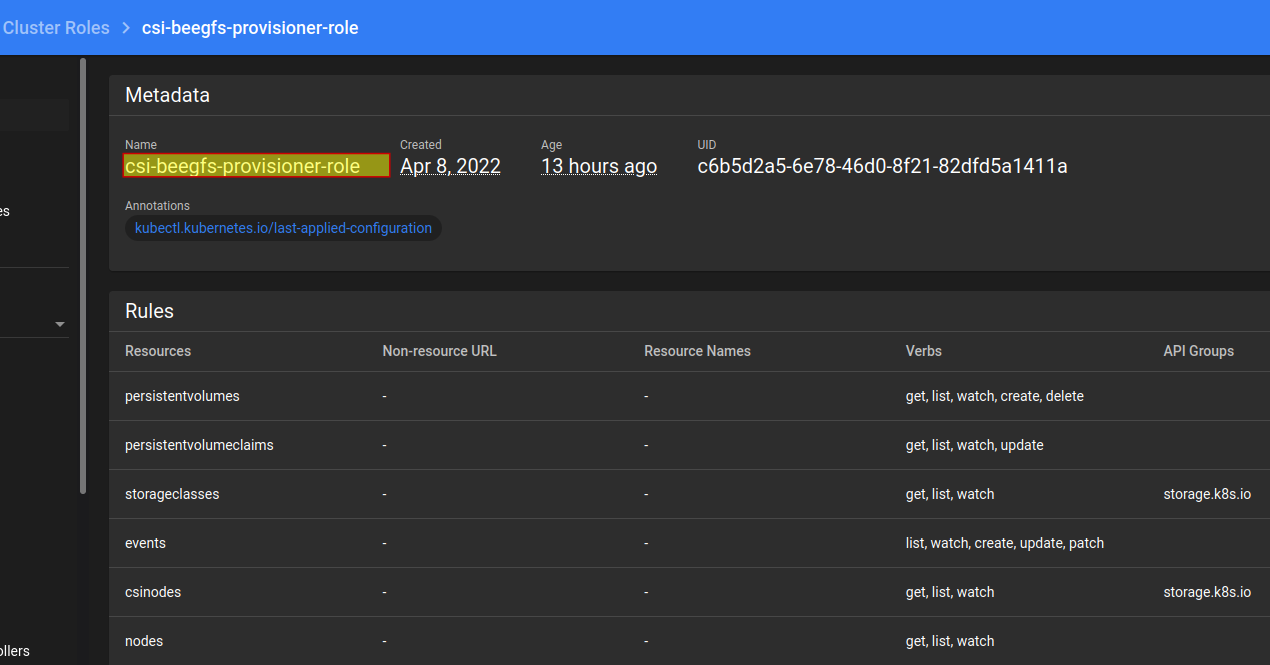 Cluster Roles > csi-beegfs-provisioner-role
Metadata
Name Created Age UID
csi-beegfs-provisioner-role Apr 8, 2022 13 hours ago c6b5d2a5-6e78-46d0-8f21-82dfd5a1411a
Annotations
kubectl.kubernetes.io/last-applied-configuration
es
Rules
Resources Non-resource URL Resource Names Verbs API Groups
persistentvolumes - - get, list, watch, create, delete
persistentvolumeclaims - - get, list, watch, update
storageclasses - - get, list, watch storage.k8s.io
events - - list, watch, create, update, patch
csinodes - - get, list, watch storage.k8s.io
nodes - - get, list, watch
ollers